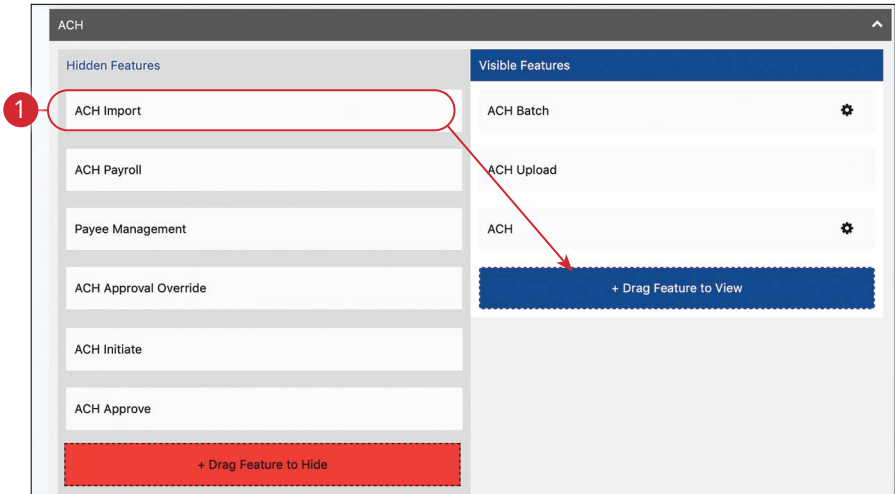 ACH
Hidden Features
1
ACH Import
ACH Payroll
Payee Management
ACH Approval Override
ACH Initiate
ACH Approve
+ Drag Feature to Hide
Visible Features
ACH Batch
ACH Upload
ACH
+ Drag Feature to View